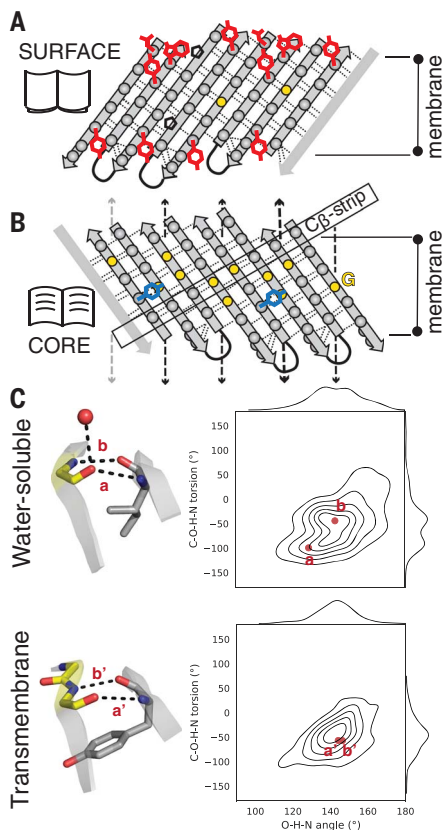 A
SURFACE
membrane
B
Cβ-strip
G
CORE
membrane
C
Water-soluble
b
a
C-O-H-N torsion (°)
150
100
50
0
−50
−100
−150
b
a
Transmembrane
b'
a'
C-O-H-N torsion (°)
150
100
50
0
−50
−100
−150
a' b'
100 120 140 160 180
O-H-N angle (°)